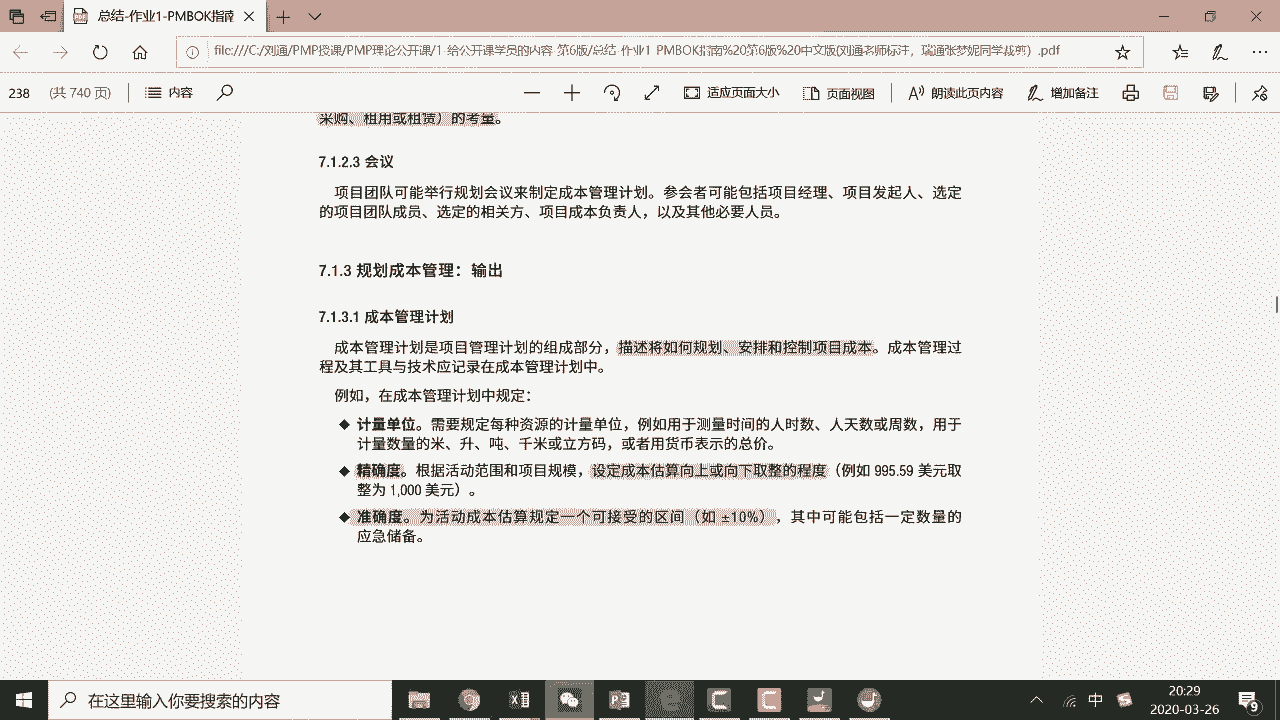 总结-作业1-PMBOK指南
file:///C:/刘通/PMP授课/PMP理论公开课/1 给公开课学员的内容 第6版/总结 作业1 PMBOK指南%20第6版%20中文版(刘通老师标注，瑞通张梦妮同学裁剪）.pdf
238 (共 740 页) 内容 适应页面大小 页面视图 朗读此页内容 增加备注
采购、租用或租赁）的考量。
7.1.2.3 会议
项目团队可能举行规划会议来制定成本管理计划。参会者可能包括项目经理、项目发起人、选定
的项目团队成员、选定的相关方、项目成本负责人，以及其他必要人员。
7.1.3 规划成本管理：输出
7.1.3.1 成本管理计划
成本管理计划是项目管理计划的组成部分，描述将如何规划、安排和控制项目成本。成本管理过
程及其工具与技术应记录在成本管理计划中。
例如，在成本管理计划中规定：
◆ 计量单位。需要规定每种资源的计量单位，例如用于测量时间的人时数、人天数或周数，用于
计量数量的米、升、吨、千米或立方码，或者用货币表示的总价。
◆ 精确度。根据活动范围和项目规模，设定成本估算向上或向下取整的程度（例如 995.59 美元取
整为 1,000 美元）。
◆ 准确度。为活动成本估算规定一个可接受的区间（如 ±10%），其中可能包括一定数量的
应急储备。
在这里输入你要搜索的内容
中
20:29
2020-03-26
9